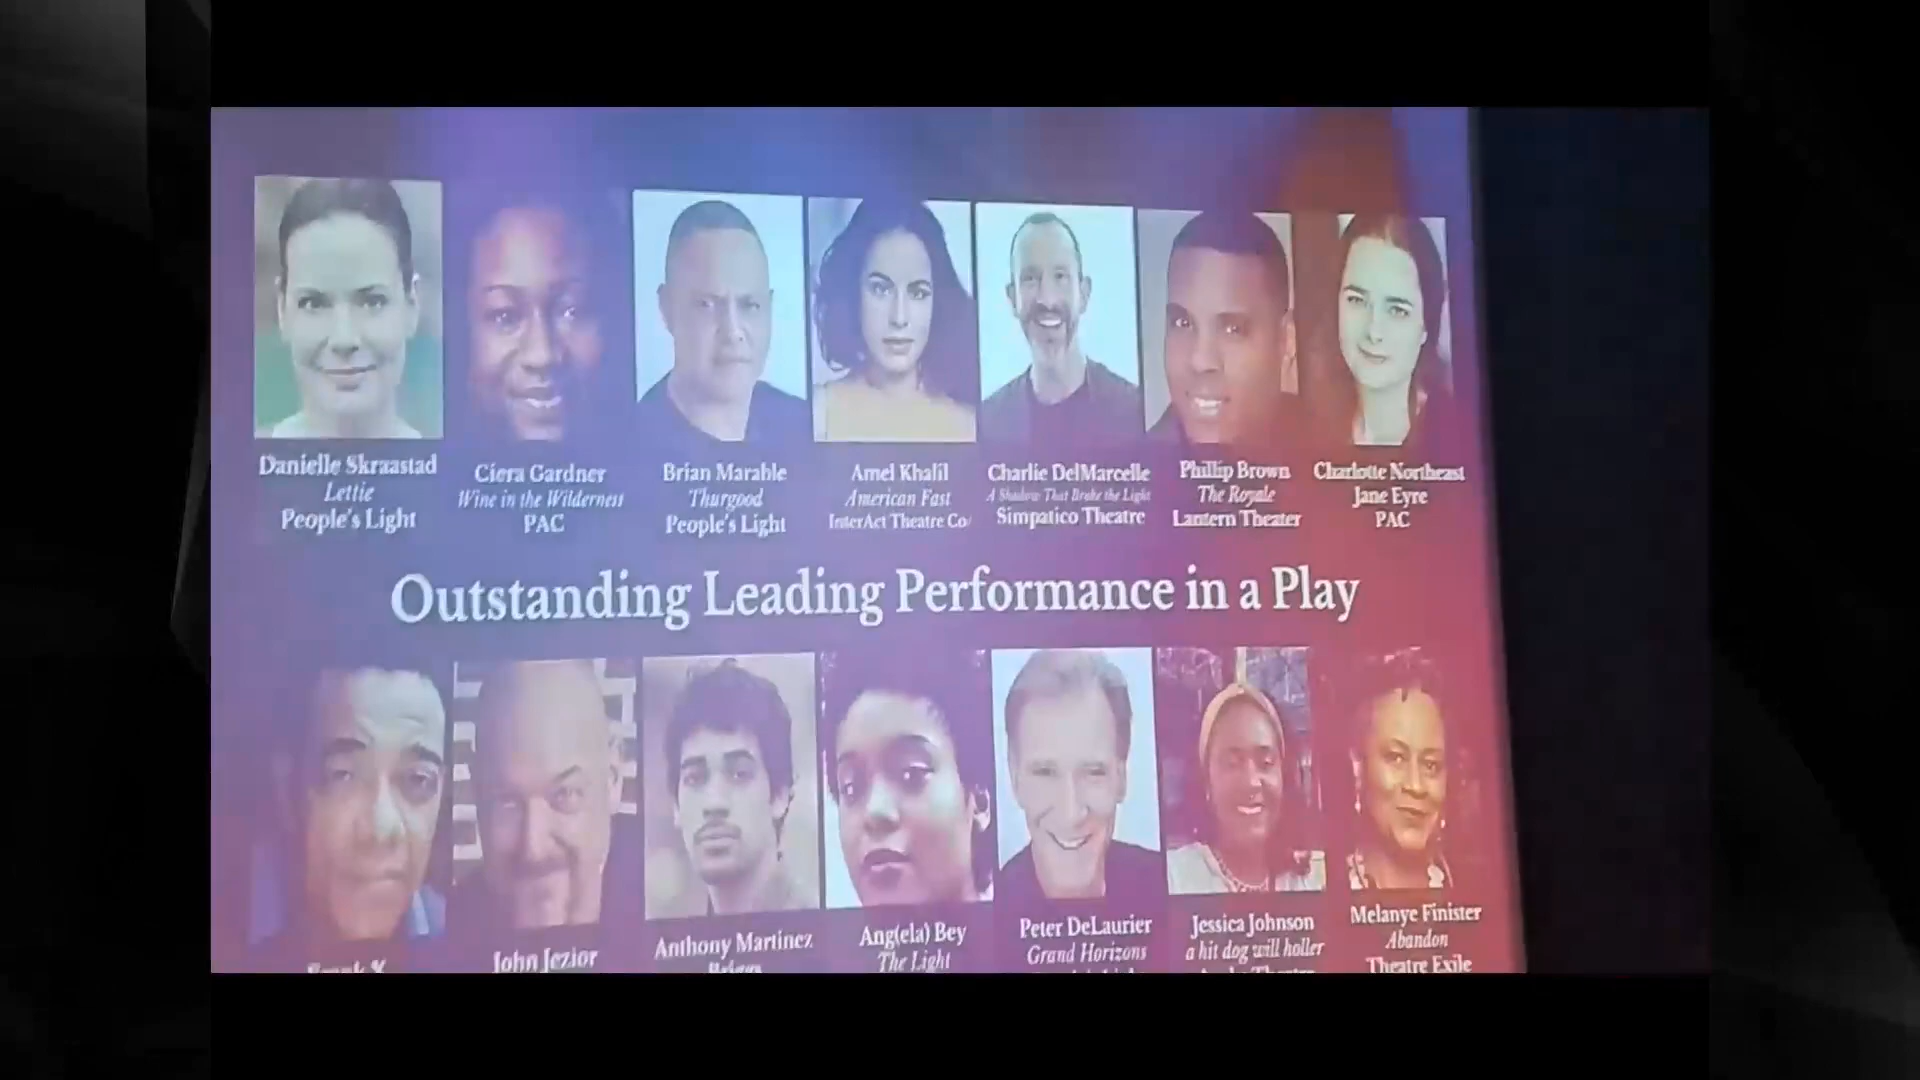 Danielle Skraastad
Lettie
People's Light
Ciera Gardner
Wine in the Wilderness
PAC
Brian Marable
Thurgood
People's Light
Amel Khalil
American Fast
InterAct Theatre Co
Charlie DelMarcelle
A Shadow That Broke the Light
Simpatico Theatre
Phillip Brown
The Royale
Lantern Theater
Charlotte Northeast
Jane Eyre
PAC
Outstanding Leading Performance in a Play
John Jezior
Anthony Martinez
Ang(ela) Bey
The Light
Peter DeLaurier
Grand Horizons
Jessica Johnson
a hit dog will holler
Melanye Finister
Abandon
Theatre Exile